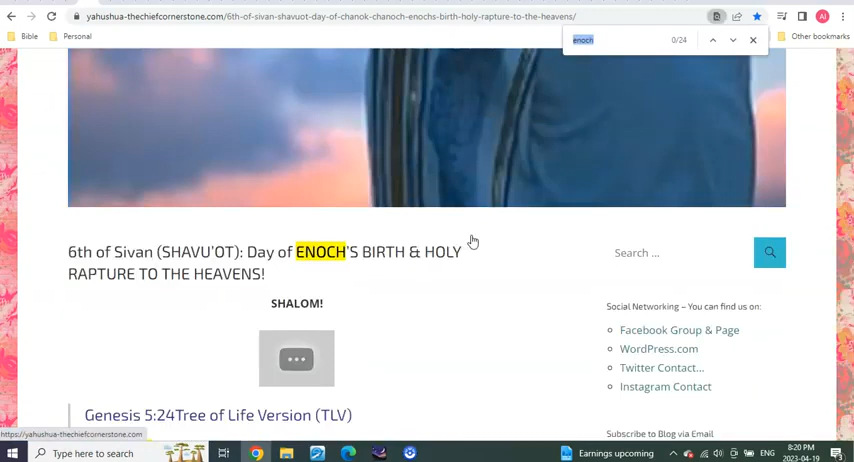 yahushua-thechiefcornerstone.com/6th-of-sivan-shavuot-day-of-chanok-chanoch-enochs-birth-holy-rapture-to-the-heavens/
AI
Bible
Personal
enoch
0/24
Other bookmarks
6th of Sivan (SHAVU'OT): Day of ENOCH'S BIRTH & HOLY
RAPTURE TO THE HEAVENS!
Search ...
SHALOM!
Social Networking – You can find us on:
Facebook Group & Page
WordPress.com
Twitter Contact...
Instagram Contact
Genesis 5:24Tree of Life Version (TLV)
Subscribe to Blog via Email
https://yahushua-thechiefcornerstone.com
Type here to search
Earnings upcoming
ENG
8:20 PM
2023-04-19
3